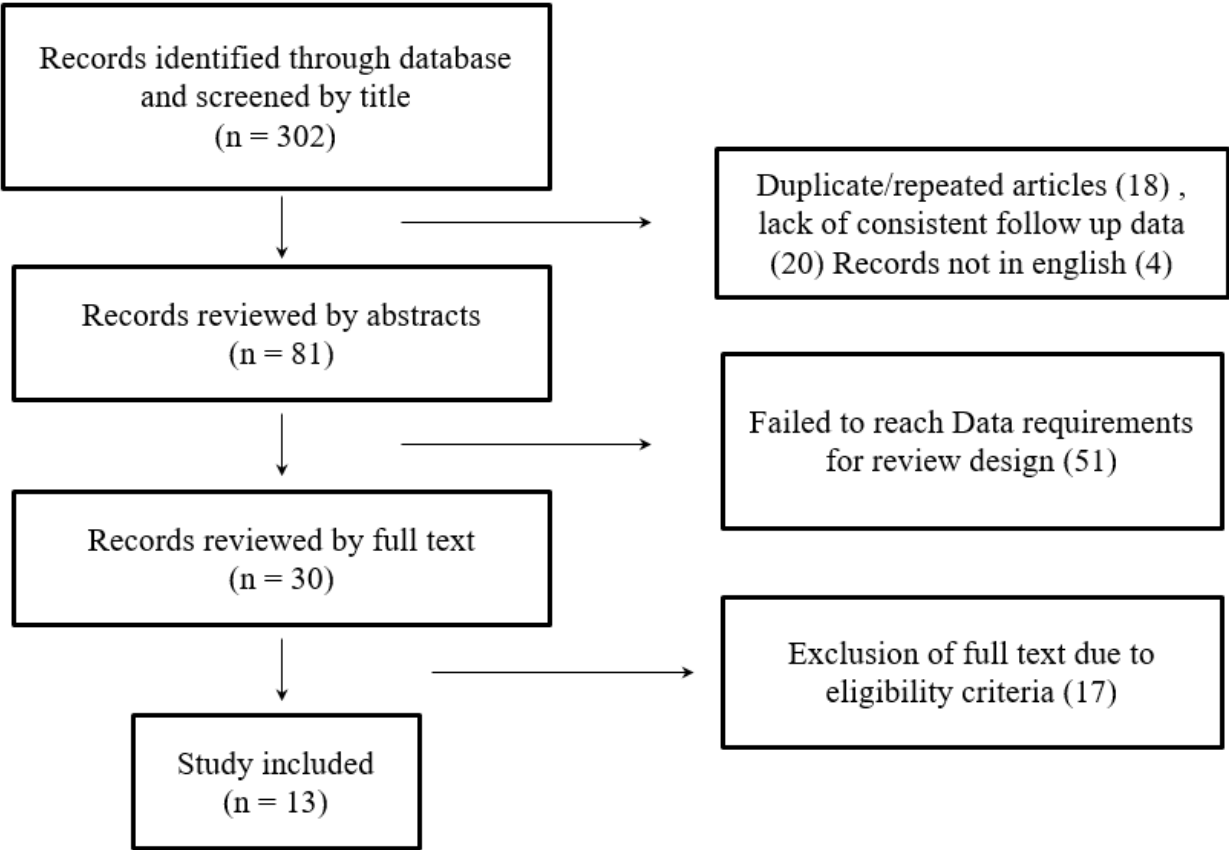 Records identified through database
and screened by title
(n = 302)
Duplicate/repeated articles (18) ,
lack of consistent follow up data
(20) Records not in english (4)
Records reviewed by abstracts
(n = 81)
Failed to reach Data requirements
for review design (51)
Records reviewed by full text
(n = 30)
Exclusion of full text due to
eligibility criteria (17)
Study included
(n = 13)